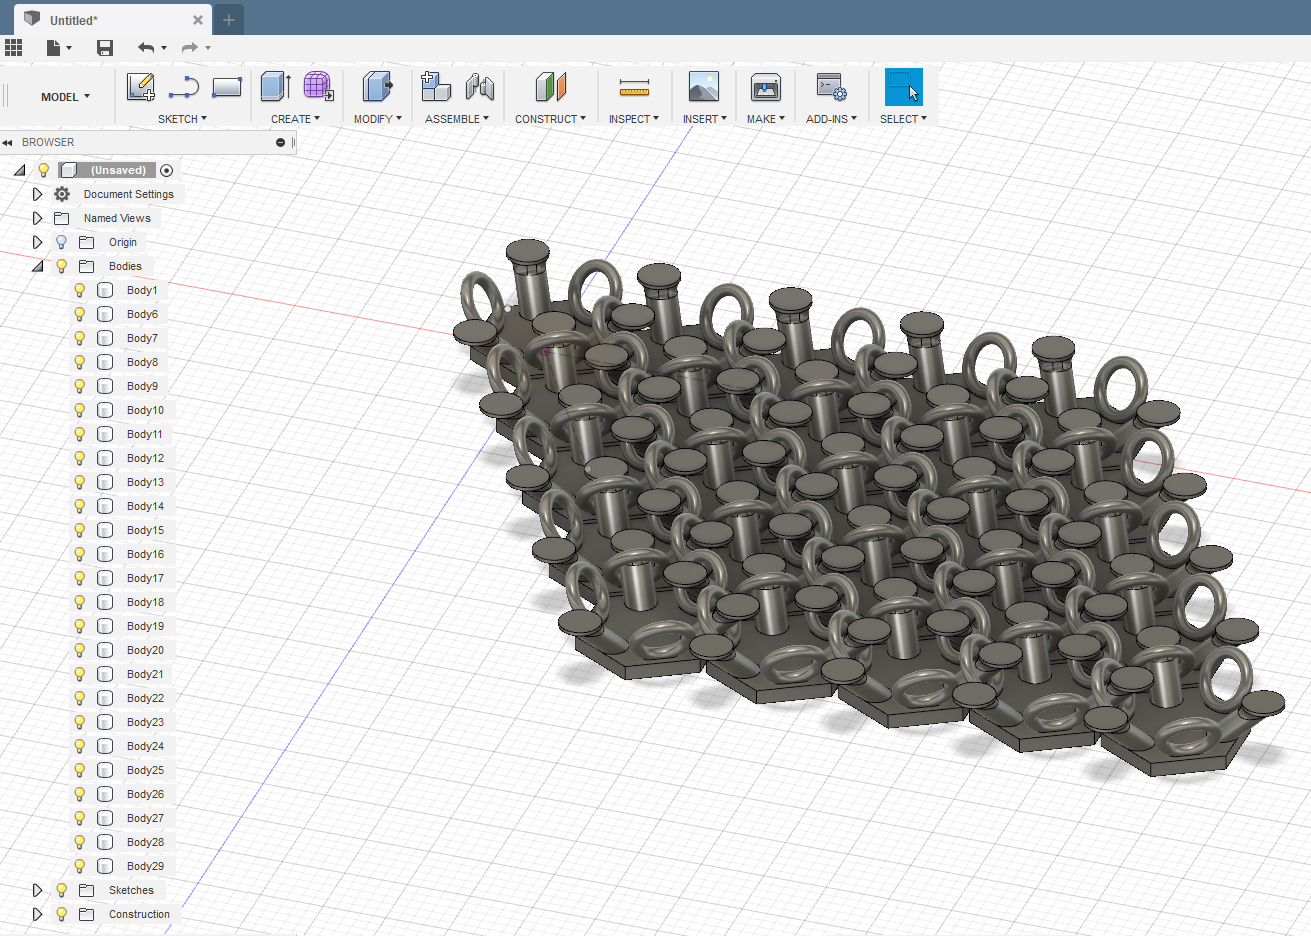 Untitled*
MODEL
SKETCH
CREATE
MODIFY
ASSEMBLE
CONSTRUCT
INSPECT
INSERT
MAKE
ADD-INS
SELECT
BROWSER
(Unsaved)
Document Settings
Named Views
Origin
Bodies
Body1
Body6
Body7
Body8
Body9
Body10
Body11
Body12
Body13
Body14
Body15
Body16
Body17
Body18
Body19
Body20
Body21
Body22
Body23
Body24
Body25
Body26
Body27
Body28
Body29
Sketches
Construction